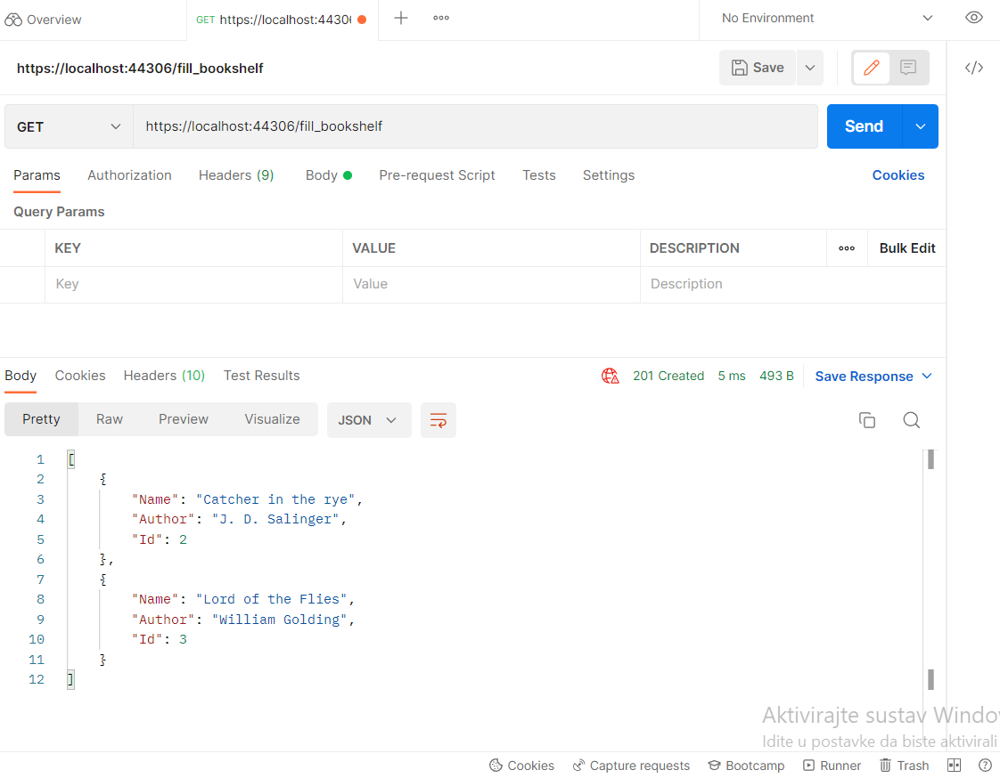 Overview
GET https://localhost:4430
No Environment
https://localhost:44306/fill_bookshelf
Save
</>
GET
https://localhost:44306/fill_bookshelf
Send
Params Authorization Headers (9) Body Pre-request Script Tests Settings Cookies
Query Params
KEY VALUE DESCRIPTION Bulk Edit
Key Value Description
Body Cookies Headers (10) Test Results 201 Created 5 ms 493 B Save Response
Pretty Raw Preview Visualize JSON
1 [
2 {
3 "Name": "Catcher in the rye",
4 "Author": "J. D. Salinger",
5 "Id": 2
6 },
7 {
8 "Name": "Lord of the Flies",
9 "Author": "William Golding",
10 "Id": 3
11 }
12 ]
Aktivirajte sustav Windo
Idite u postavke da biste aktivirali
Cookies Capture requests Bootcamp Runner Trash